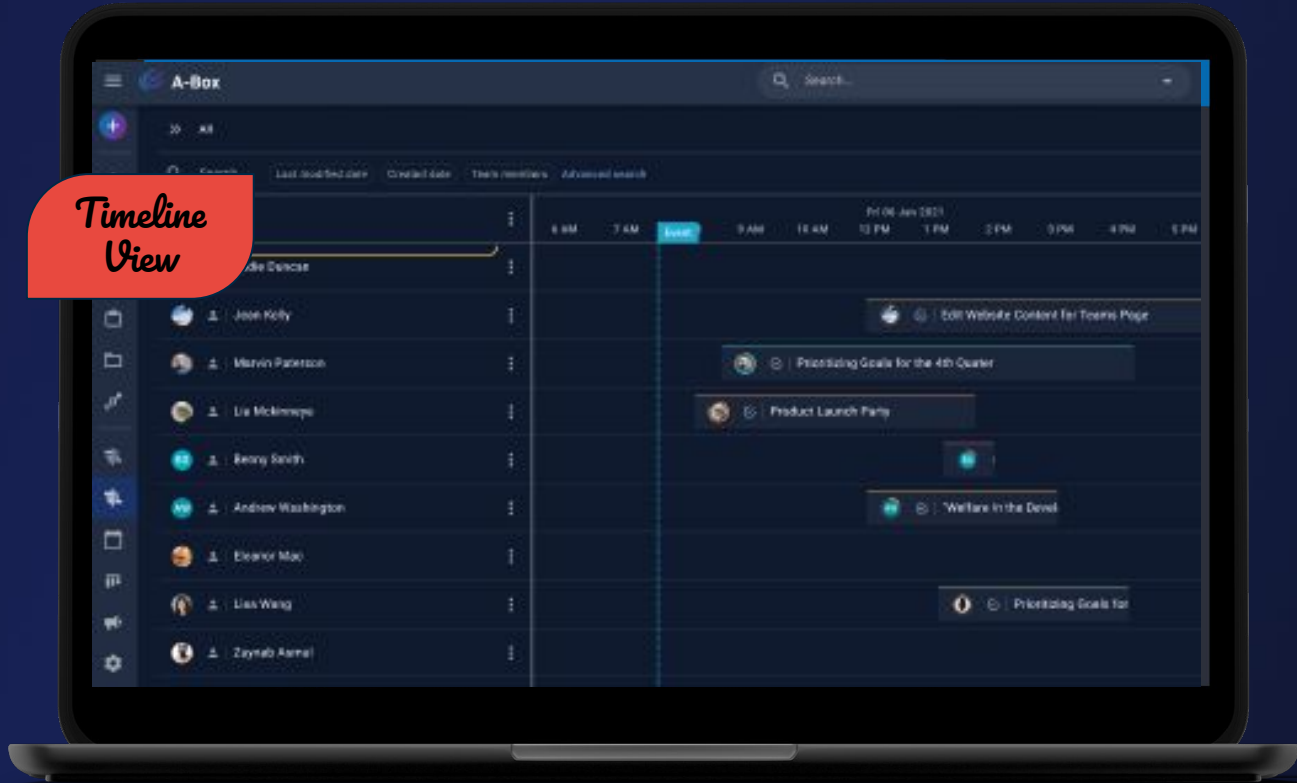 A-Box
Search...
All
Search
Last modified date Created date Team members Advanced search
Timeline
View
Fri 06 Jan 2021
6 AM 7 AM Event 9 AM 10 AM 12 PM 1 PM 2 PM 3 PM 4 PM 5 PM
Duncan
Jean Kelly
Edit Website Content for Teams Page
Marvin Paterson
Prioritizing Goals for the 4th Quarter
Product Launch Party
Benny Smith
Andrew Washington
"Welfare in the Devel
Eleanor Mac
Wang
Prioritizing Goals for
Zaynab